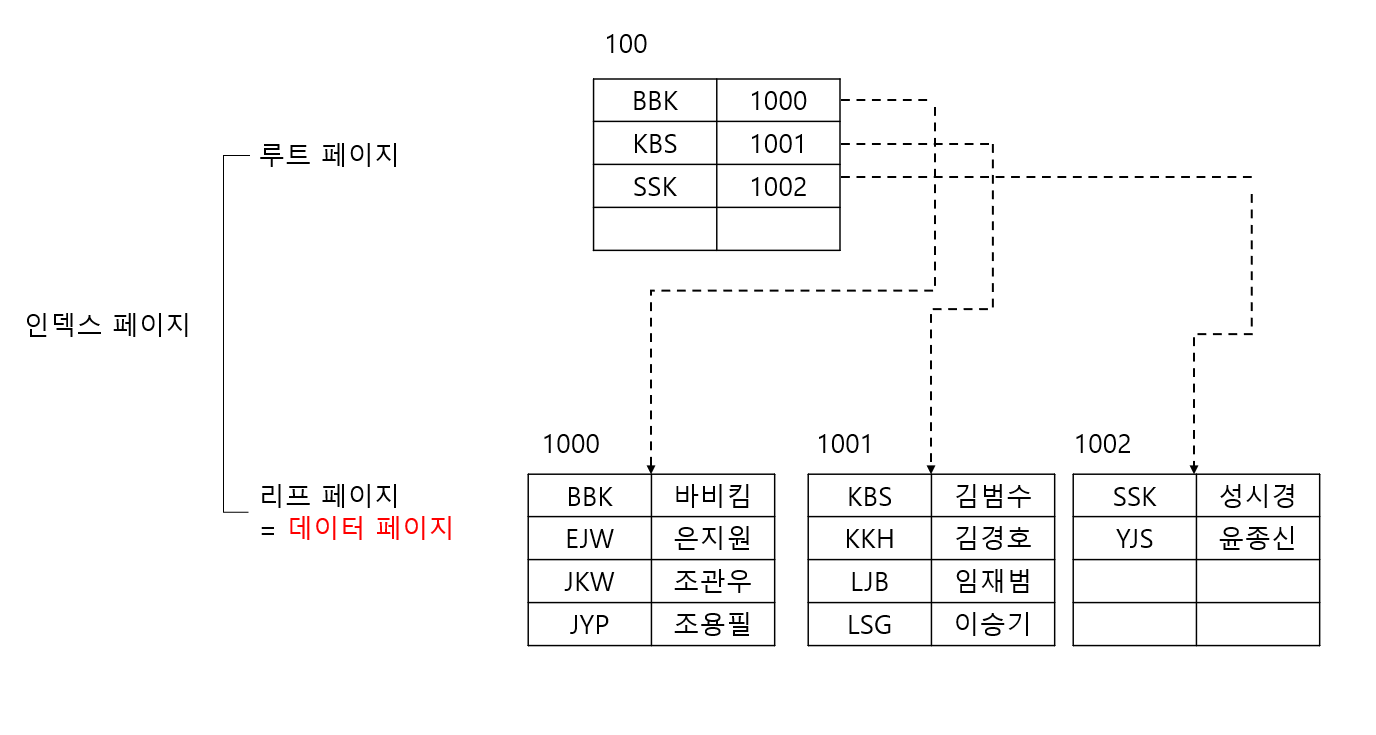 100
BBK 1000
KBS 1001
SSK 1002
루트 페이지
인덱스 페이지
리프 페이지
= 데이터 페이지
1000
BBK 바비킴
EJW 은지원
JKW 조관우
JYP 조용필
1001
KBS 김범수
KKH 김경호
LJB 임재범
LSG 이승기
1002
SSK 성시경
YJS 윤종신